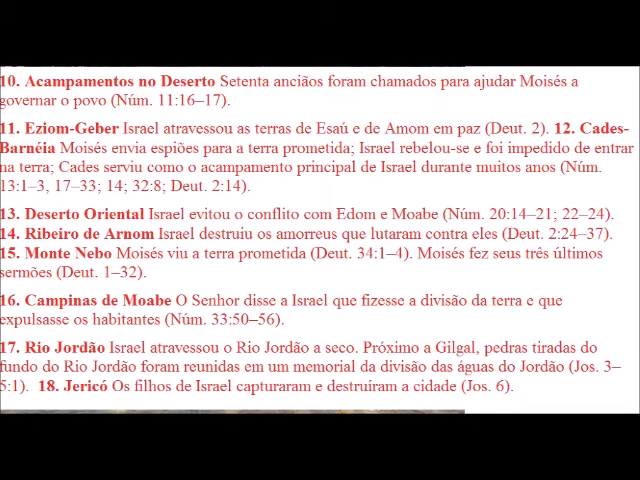 10. Acampamentos no Deserto Setenta anciãos foram chamados para ajudar Moisés a
governar o povo (Núm. 11:16–17).
11. Eziom-Geber Israel atravessou as terras de Esaú e de Amom em paz (Deut. 2). 12. Cades-
Barnéia Moisés envia espiões para a terra prometida; Israel rebelou-se e foi impedido de entrar
na terra; Cades serviu como o acampamento principal de Israel durante muitos anos (Núm.
13:1–3, 17–33; 14; 32:8; Deut. 2:14).
13. Deserto Oriental Israel evitou o conflito com Edom e Moabe (Núm. 20:14–21; 22–24).
14. Ribeiro de Arnom Israel destruiu os amorreus que lutaram contra eles (Deut. 2:24–37).
15. Monte Nebo Moisés viu a terra prometida (Deut. 34:1–4). Moisés fez seus três últimos
sermões (Deut. 1–32).
16. Campinas de Moabe O Senhor disse a Israel que fizesse a divisão da terra e que
expulsasse os habitantes (Núm. 33:50–56).
17. Rio Jordão Israel atravessou o Rio Jordão a seco. Próximo a Gilgal, pedras tiradas do
fundo do Rio Jordão foram reunidas em um memorial da divisão das águas do Jordão (Jos. 3–
5:1). 18. Jericó Os filhos de Israel capturaram e destruíram a cidade (Jos. 6).